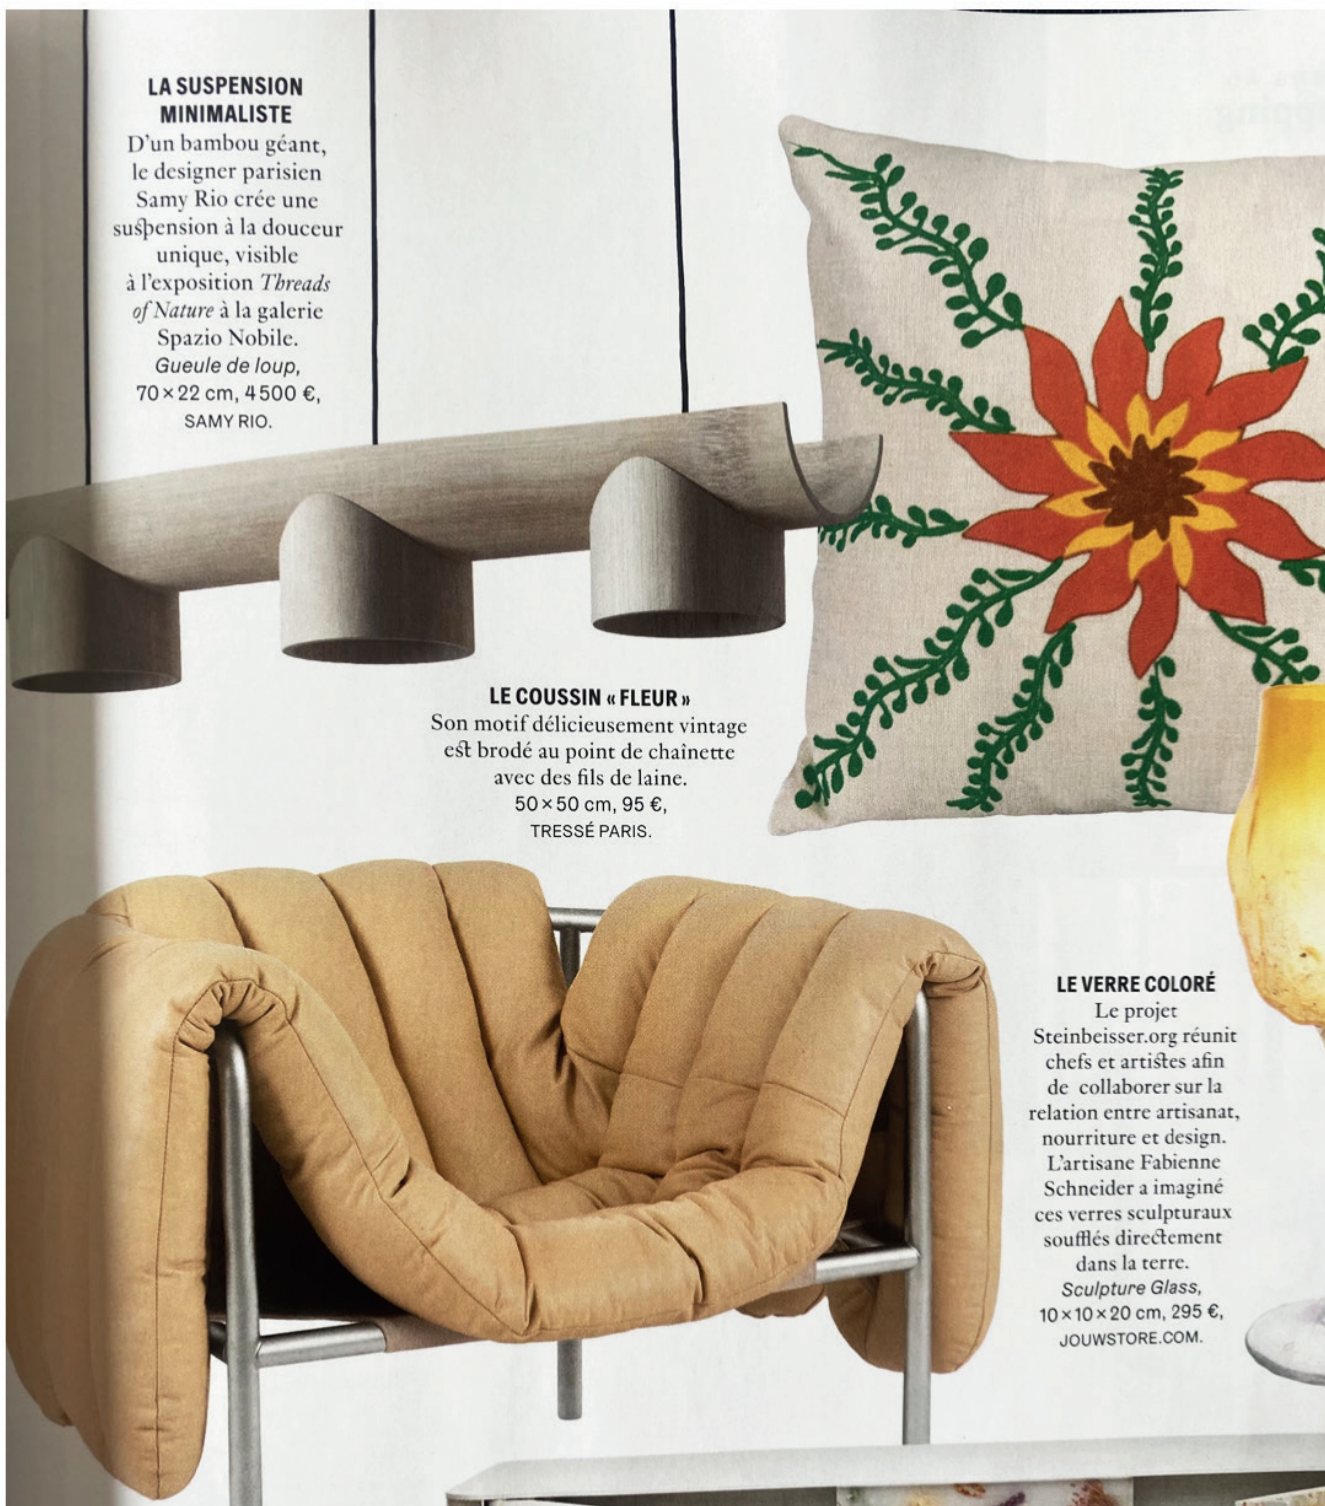 LA SUSPENSION
MINIMALISTE
D'un bambou géant,
le designer parisien
Samy Rio crée une
suspension à la douceur
unique, visible
à l'exposition Threads
of Nature à la galerie
Spazio Nobile.
Gueule de loup,
70 × 22 cm, 4 500 €,
SAMY RIO.
LE COUSSIN « FLEUR »
Son motif délicieusement vintage
est brodé au point de chaînette
avec des fils de laine.
50 × 50 cm, 95 €,
TRESSÉ PARIS.
LE VERRE COLORÉ
Le projet
Steinbeisser.org réunit
chefs et artistes afin
de collaborer sur la
relation entre artisanat,
nourriture et design.
L'artisane Fabienne
Schneider a imaginé
ces verres sculpturaux
soufflés directement
dans la terre.
Sculpture Glass,
10 × 10 × 20 cm, 295 €,
JOUWSTORE.COM.